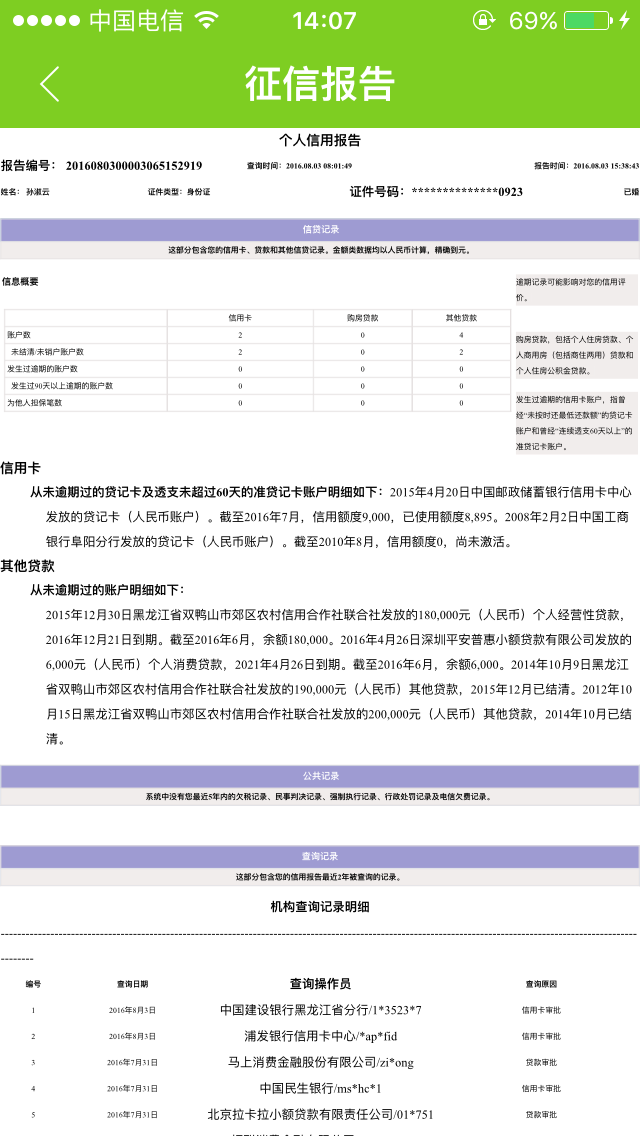 中国电信 14:07 69%
征信报告
个人信用报告
报告编号： 2016080300003065152919 查询时间：2016.08.03 08:01:49 报告时间：2016.08.03 15:38:43
姓名： 孙淑云 证件类型：身份证 证件号码： **************0923 已婚
信贷记录
这部分包含您的信用卡、贷款和其他信贷记录。金额类数据均以人民币计算，精确到元。
信息概要
信用卡 购房贷款 其他贷款
账户数 2 0 4
未结清/未销户账户数 2 0 2
发生过逾期的账户数 0 0 0
发生过90天以上逾期的账户数 0 0 0
为他人担保笔数 0 0 0
逾期记录可能影响对您的信用评
价。
购房贷款，包括个人住房贷款、个
人商用房（包括商住两用）贷款和
个人住房公积金贷款。
发生过逾期的信用卡账户，指曾
经“未按时还最低还款额”的贷记卡
账户和曾经“连续透支60天以上”的
准贷记卡账户。
信用卡
从未逾期过的贷记卡及透支未超过60天的准贷记卡账户明细如下：2015年4月20日中国邮政储蓄银行信用卡中心
发放的贷记卡（人民币账户）。截至2016年7月，信用额度9,000，已使用额度8,895。2008年2月2日中国工商
银行阜阳分行发放的贷记卡（人民币账户）。截至2010年8月，信用额度0，尚未激活。
其他贷款
从未逾期过的账户明细如下：
2015年12月30日黑龙江省双鸭山市郊区农村信用合作社联合社发放的180,000元（人民币）个人经营性贷款，
2016年12月21日到期。截至2016年6月，余额180,000。2016年4月26日深圳平安普惠小额贷款有限公司发放的
6,000元（人民币）个人消费贷款，2021年4月26日到期。截至2016年6月，余额6,000。2014年10月9日黑龙江
省双鸭山市郊区农村信用合作社联合社发放的190,000元（人民币）其他贷款，2015年12月已结清。2012年10
月15日黑龙江省双鸭山市郊区农村信用合作社联合社发放的200,000元（人民币）其他贷款，2014年10月已结
清。
公共记录
系统中没有您最近5年内的欠税记录、民事判决记录、强制执行记录、行政处罚记录及电信欠费记录。
查询记录
这部分包含您的信用报告最近2年被查询的记录。
机构查询记录明细
编号 查询日期 查询操作员 查询原因
1 2016年8月3日 中国建设银行黑龙江省分行/1*3523*7 信用卡审批
2 2016年8月3日 浦发银行信用卡中心/*ap*fid 信用卡审批
3 2016年7月31日 马上消费金融股份有限公司/zi*ong 贷款审批
4 2016年7月31日 中国民生银行/ms*hc*1 信用卡审批
5 2016年7月31日 北京拉卡拉小额贷款有限责任公司/01*751 贷款审批